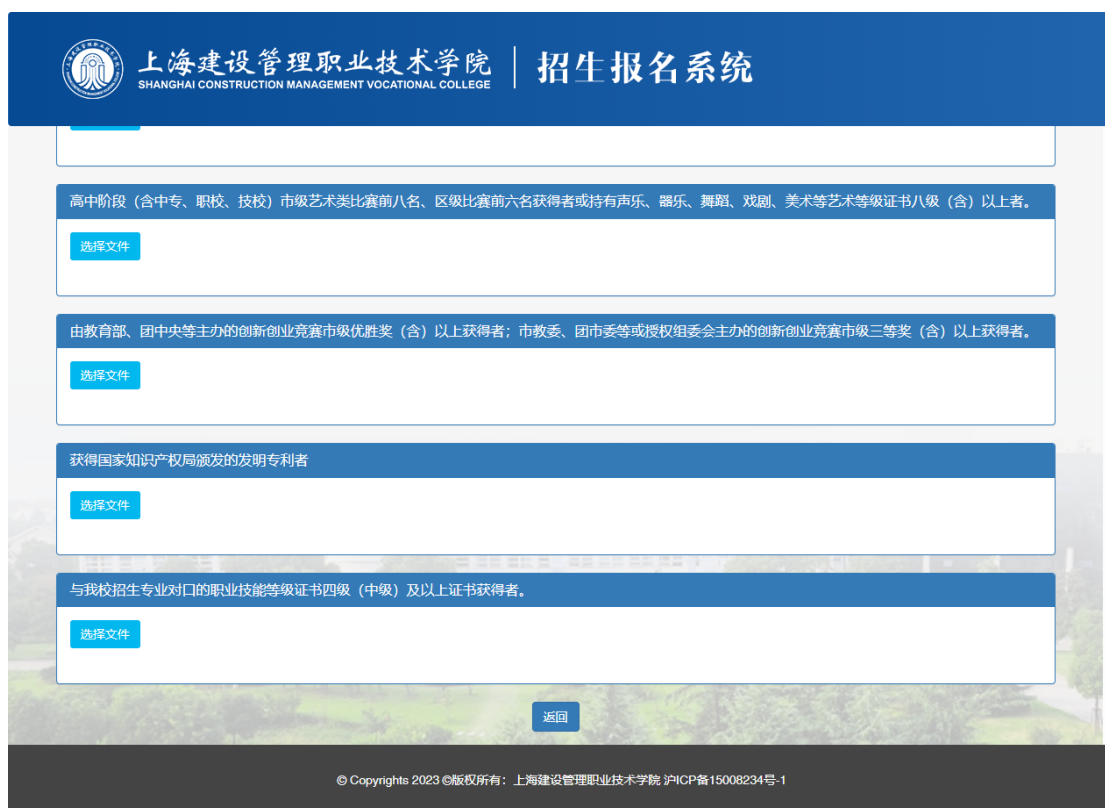 上海建设管理职业技术学院
SHANGHAI CONSTRUCTION MANAGEMENT VOCATIONAL COLLEGE
招生报名系统
高中阶段（含中专、职校、技校）市级艺术类比赛前八名、区级比赛前六名获得者或持有声乐、器乐、舞蹈、戏剧、美术等艺术等级证书八级（含）以上者。
选择文件
由教育部、团中央等主办的创新创业竞赛市级优胜奖（含）以上获得者；市教委、团市委等或授权组委会主办的创新创业竞赛市级三等奖（含）以上获得者。
选择文件
获得国家知识产权局颁发的发明专利者
选择文件
与我校招生专业对口的职业技能等级证书四级（中级）及以上证书获得者。
选择文件
返回
© Copyrights 2023 ©版权所有：上海建设管理职业技术学院 沪ICP备15008234号-1